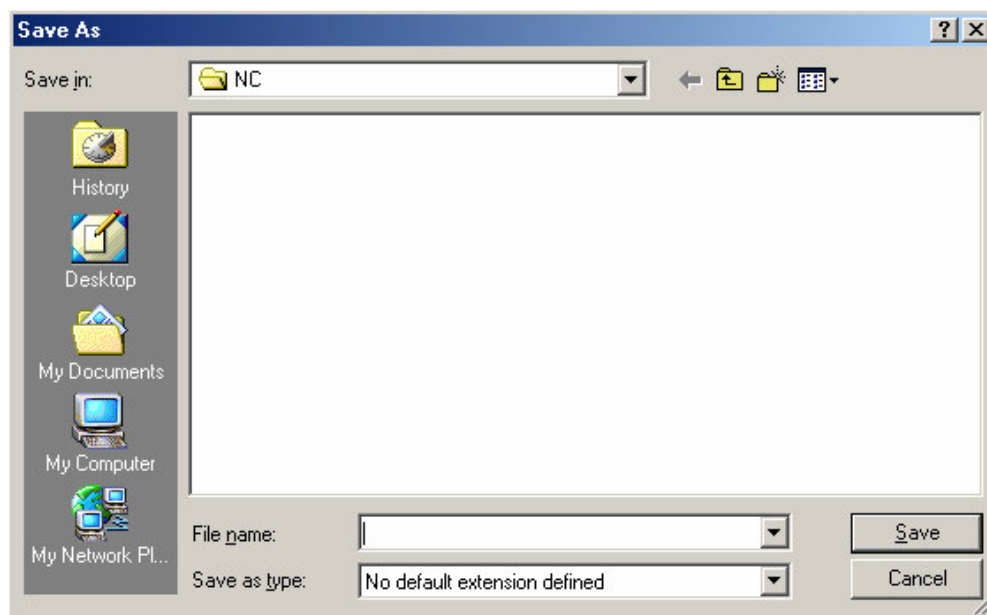 Save As
Save in:
NC
History
Desktop
My Documents
My Computer
My Network Pl...
File name:
Save
Save as type:
No default extension defined
Cancel